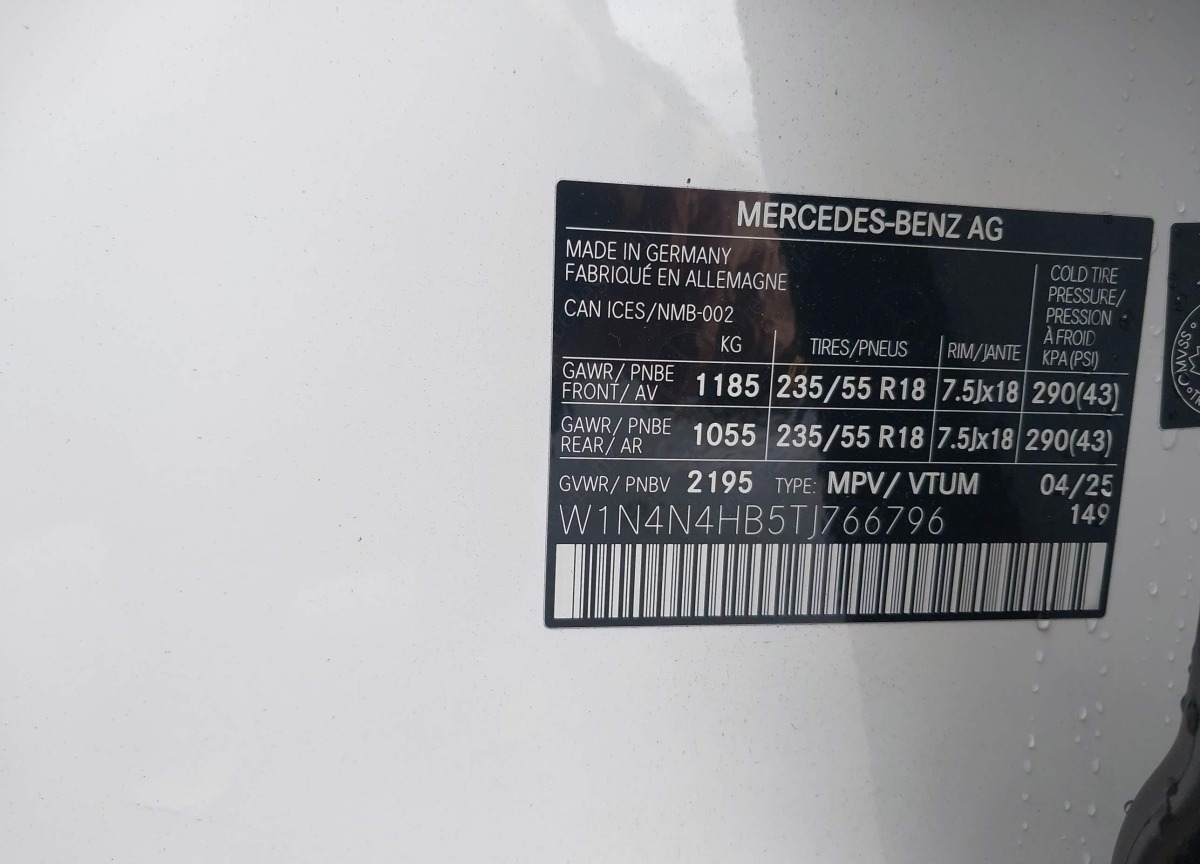 MERCEDES-BENZ AG
MADE IN GERMANY
FABRIQUÉ EN ALLEMAGNE
CAN ICES/NMB-002
COLD TIRE
PRESSURE/
PRESSION
À FROID
KPA(PSI)
KG TIRES/PNEUS RIM/JANTE
GAWR/ PNBE
FRONT/ AV 1185 235/55 R18 7.5Jx18 290(43)
GAWR/ PNBE
REAR/ AR 1055 235/55 R18 7.5Jx18 290(43)
GVWR/ PNBV 2195 TYPE: MPV/ VTUM 04/25
W1N4N4HB5TJ766796 149
CMVSS